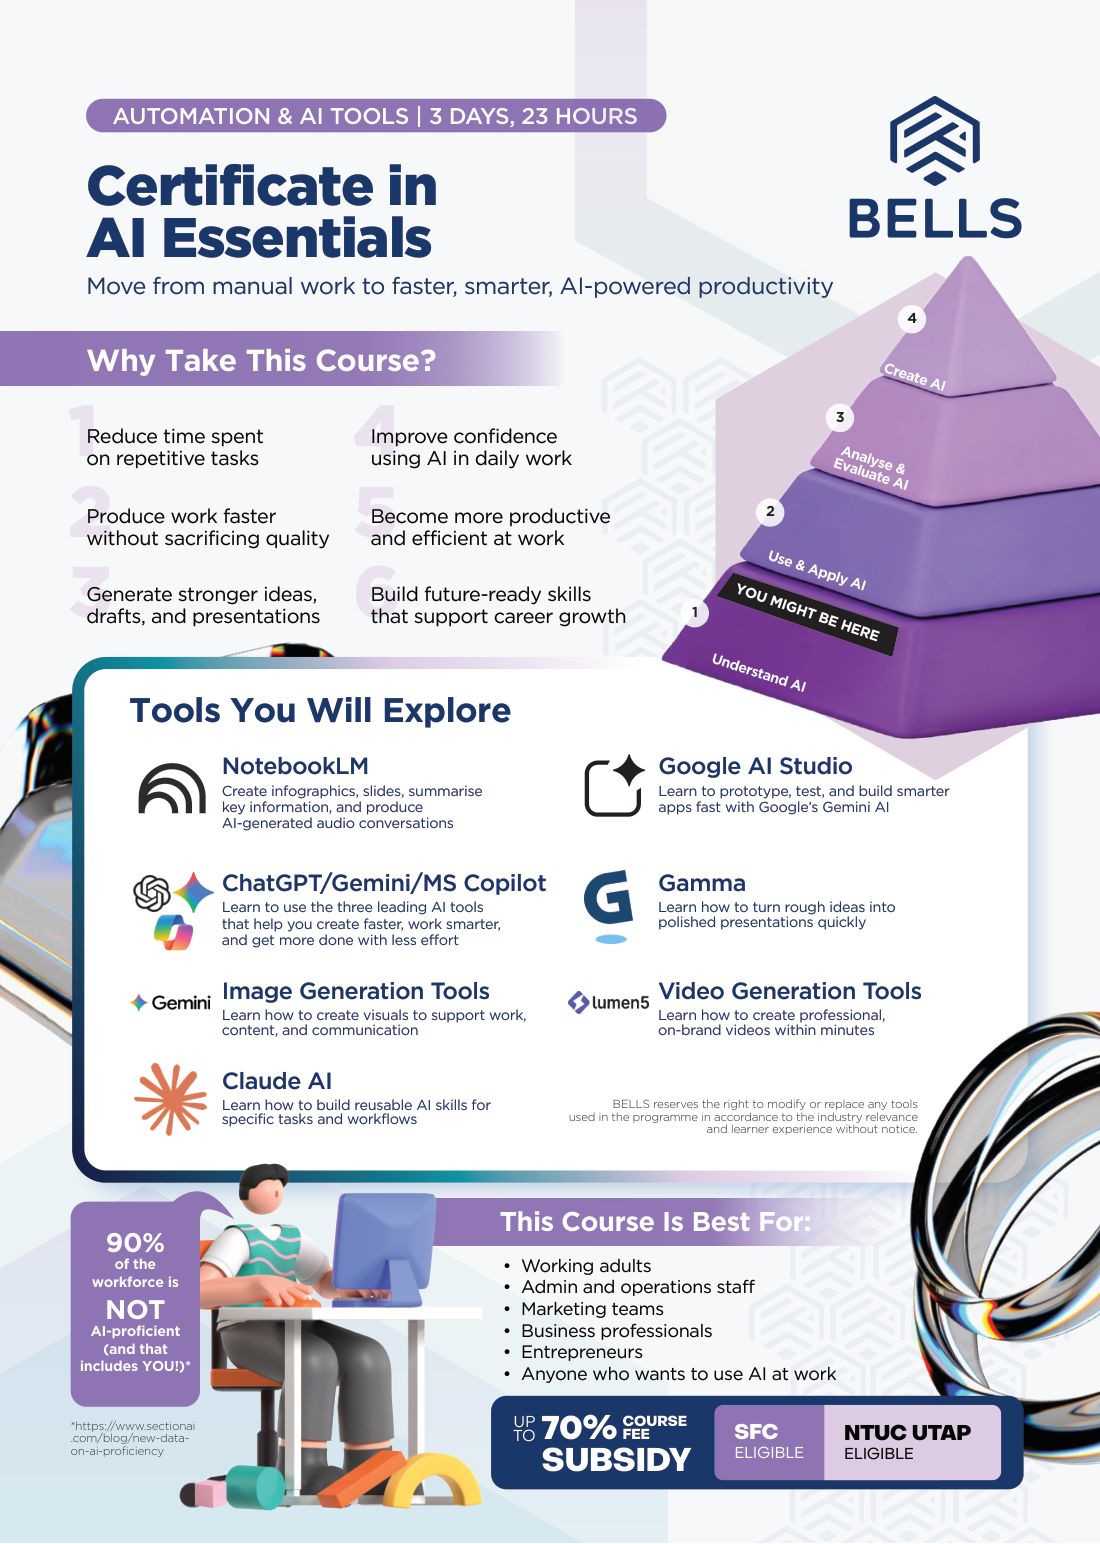 AUTOMATION & AI TOOLS | 3 DAYS, 23 HOURS
BELLS
Certificate in
AI Essentials
Move from manual work to faster, smarter, AI-powered productivity
Why Take This Course?
1
Reduce time spent
on repetitive tasks
2
Produce work faster
without sacrificing quality
3
Generate stronger ideas,
drafts, and presentations
4
Improve confidence
using AI in daily work
5
Become more productive
and efficient at work
6
Build future-ready skills
that support career growth
4
Create AI
3
Analyse &
Evaluate AI
2
Use & Apply AI
YOU MIGHT BE HERE
1
Understand AI
Tools You Will Explore
NotebookLM
Create infographics, slides, summarise
key information, and produce
AI-generated audio conversations
Google AI Studio
Learn to prototype, test, and build smarter
apps fast with Google's Gemini AI
ChatGPT/Gemini/MS Copilot
Learn to use the three leading AI tools
that help you create faster, work smarter,
and get more done with less effort
Gamma
Learn how to turn rough ideas into
polished presentations quickly
Gemini
Image Generation Tools
Learn how to create visuals to support work,
content, and communication
lumen5
Video Generation Tools
Learn how to create professional,
on-brand videos within minutes
Claude AI
Learn how to build reusable AI skills for
specific tasks and workflows
BELLS reserves the right to modify or replace any tools
used in the programme in accordance to the industry relevance
and learner experience without notice.
90%
of the
workforce is
NOT
AI-proficient
(and that
includes YOU!)*
*https://www.sectionai
.com/blog/new-data-
on-ai-proficiency
This Course Is Best For:
• Working adults
• Admin and operations staff
• Marketing teams
• Business professionals
• Entrepreneurs
• Anyone who wants to use AI at work
UP TO 70% COURSE FEE
SUBSIDY
SFC
ELIGIBLE
NTUC UTAP
ELIGIBLE